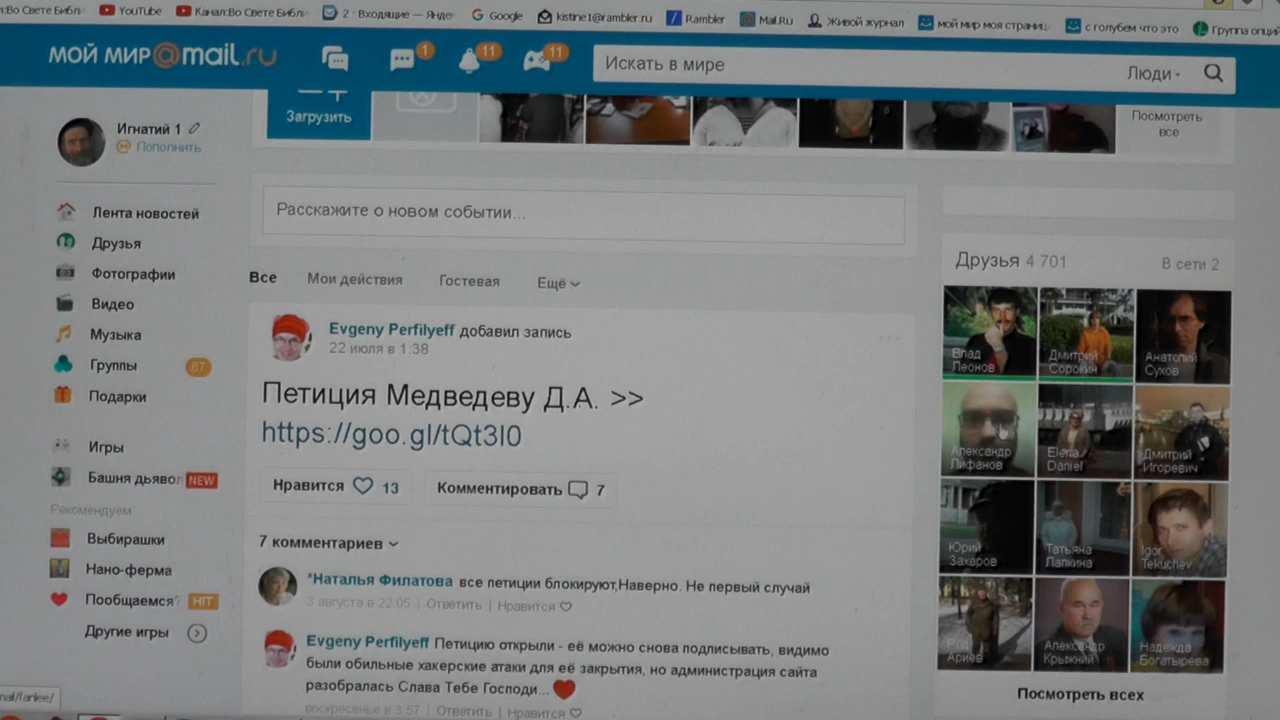 YouTube
Канал:Во Свете Библ
2 · Входящие — Янде
Google
kistine1@rambler.ru
Rambler
Mail.Ru
Живой журнал
мой мир моя страниц
с голубем что это
Группа опци
МОЙ МИР@mail.ru
1
11
11
Искать в мире
Люди
Загрузить
Посмотреть
все
Игнатий 1
Пополнить
Лента новостей
Друзья
Фотографии
Видео
Музыка
Группы 67
Подарки
Игры
Башня дьявол NEW
Рекомендуем
Выбирашки
Нано-ферма
Пообщаемся? HIT
Другие игры
Расскажите о новом событии...
Все Мои действия Гостевая Ещё
Evgeny Perfilyeff добавил запись
22 июля в 1:38
Петиция Медведеву Д.А. >>
https://goo.gl/tQt3I0
Нравится 13 Комментировать 7
7 комментариев
*Наталья Филатова все петиции блокируют,Наверно. Не первый случай
3 августа в 22:05 | Ответить | Нравится
Evgeny Perfilyeff Петицию открыли - её можно снова подписывать, видимо
были обильные хакерские атаки для её закрытия, но администрация сайта
разобралась Слава Тебе Господи...
воскресенье в 3:57 | Ответить | Нравится
Друзья 4 701 В сети 2
Влад
Леонов
Дмитрий
Сорокин
Анатолий
Сухов
Александр
Лифанов
Elena
Daniel
Дмитрий
Игоревич
Юрий
Захаров
Татьяна
Лапкина
Igor
Tekuchev
Ариев
Александр
Крыжний
Надежда
Богатырева
Посмотреть всех
mail/fanlee/